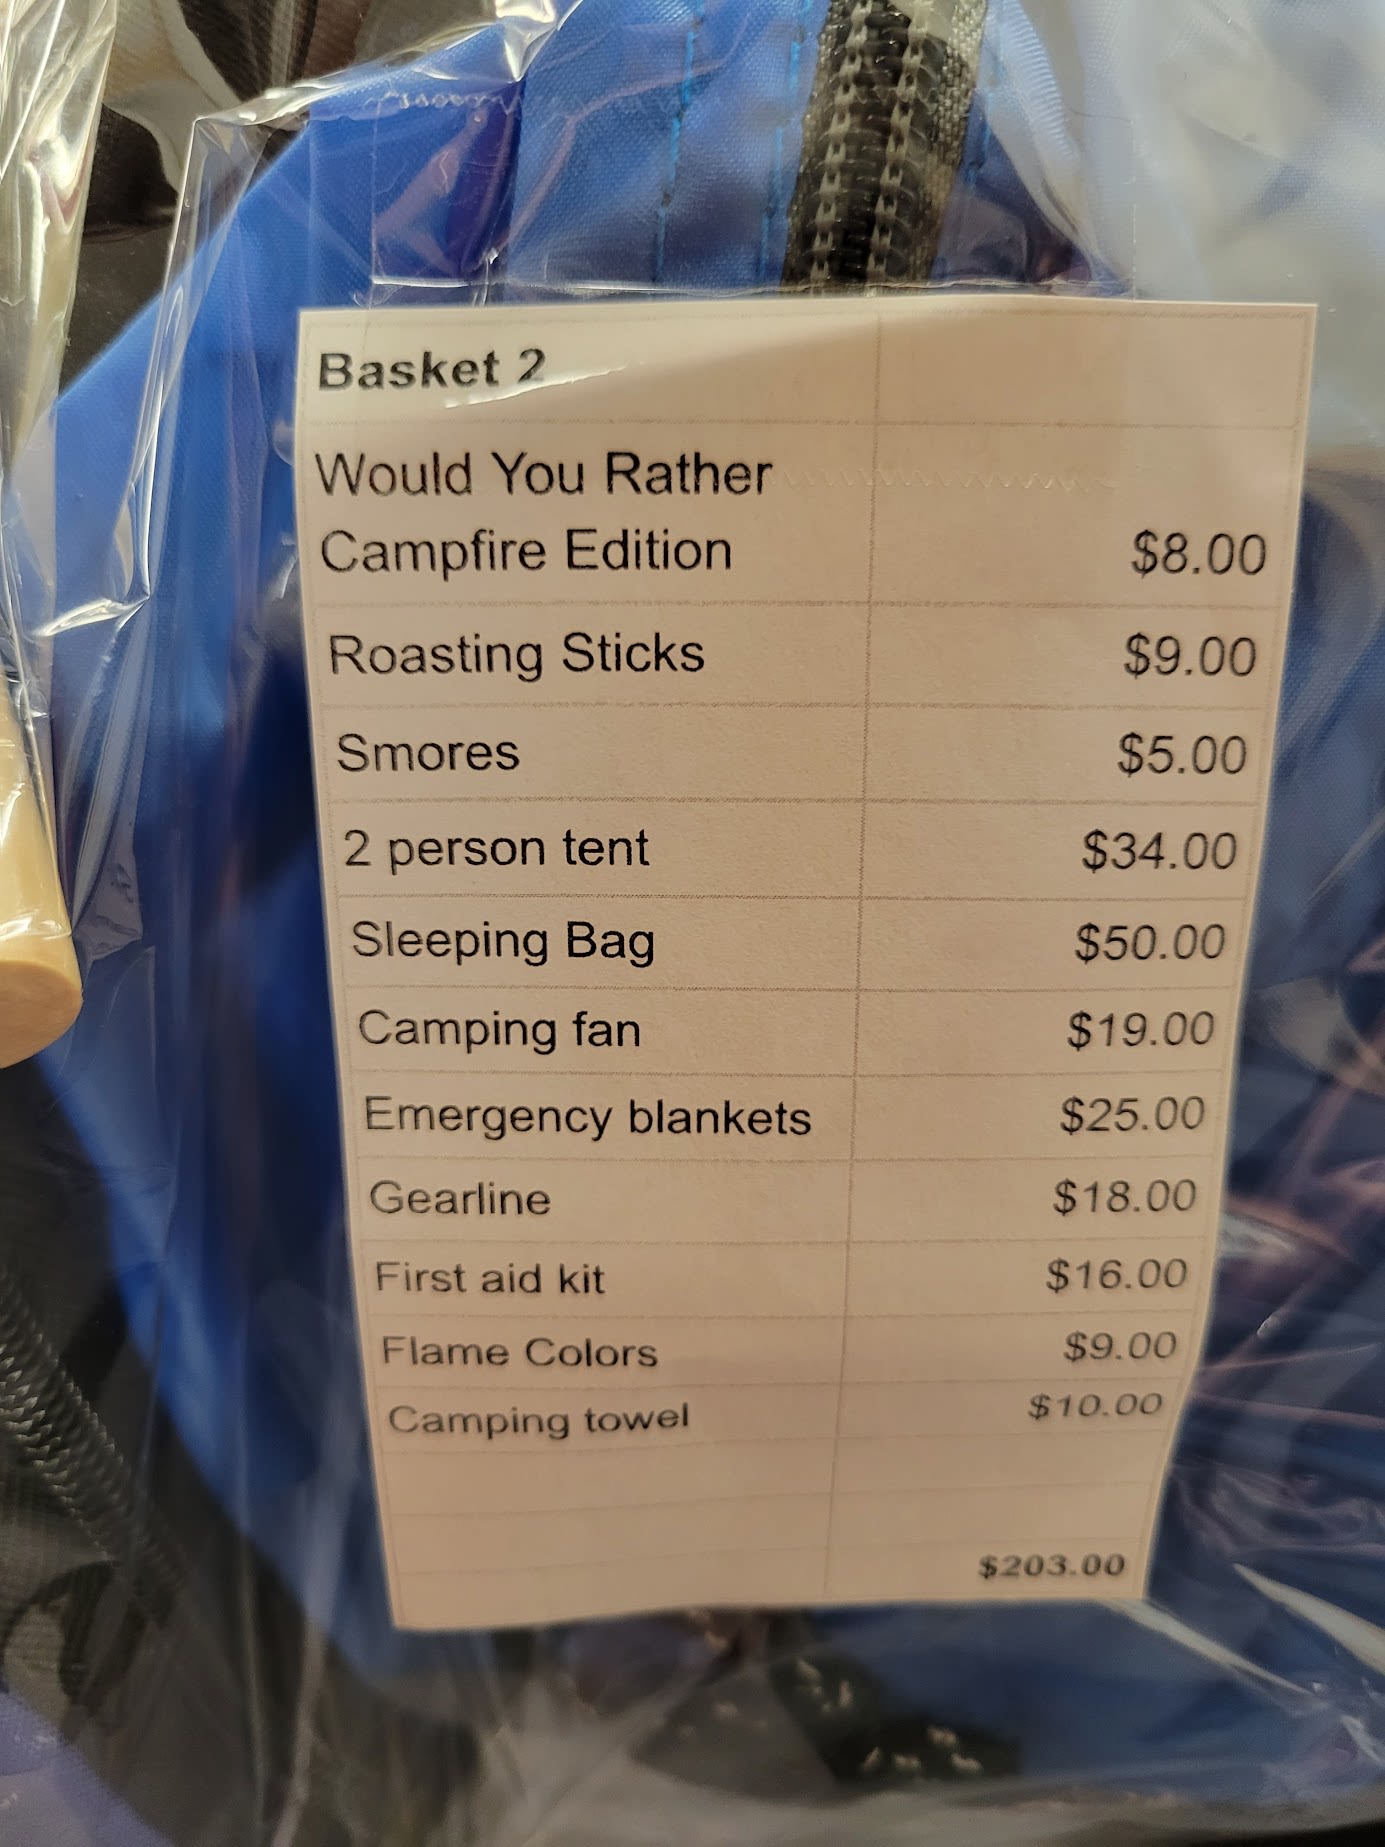 Basket 2
Would You Rather
Campfire Edition $8.00
Roasting Sticks $9.00
Smores $5.00
2 person tent $34.00
Sleeping Bag $50.00
Camping fan $19.00
Emergency blankets $25.00
Gearline $18.00
First aid kit $16.00
Flame Colors $9.00
Camping towel $10.00
$203.00